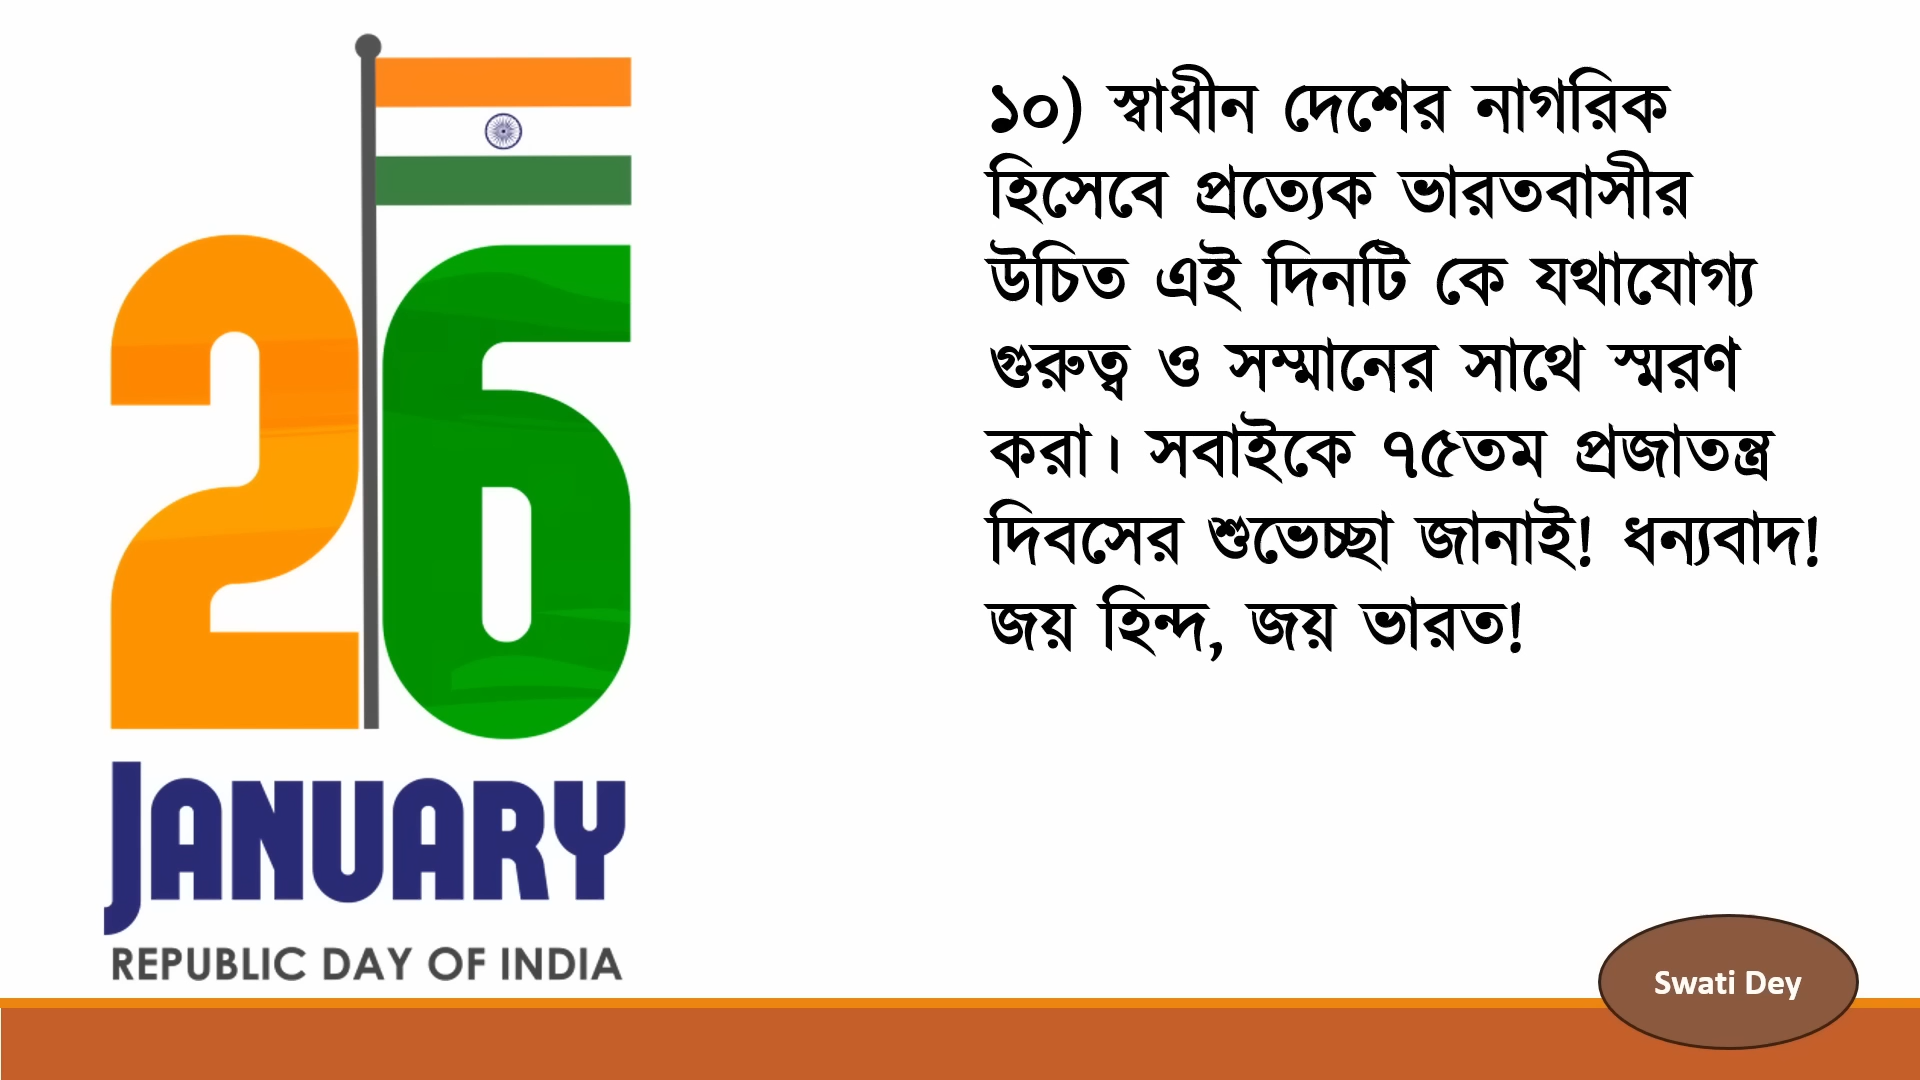 26
JANUARY
REPUBLIC DAY OF INDIA
১০) স্বাধীন দেশের নাগরিক
হিসেবে প্রত্যেক ভারতবাসীর
উচিত এই দিনটি কে যথাযোগ্য
গুরুত্ব ও সম্মানের সাথে স্মরণ
করা। সবাইকে ৭৫তম প্রজাতন্ত্র
দিবসের শুভেচ্ছা জানাই! ধন্যবাদ!
জয় হিন্দ, জয় ভারত!
Swati Dey